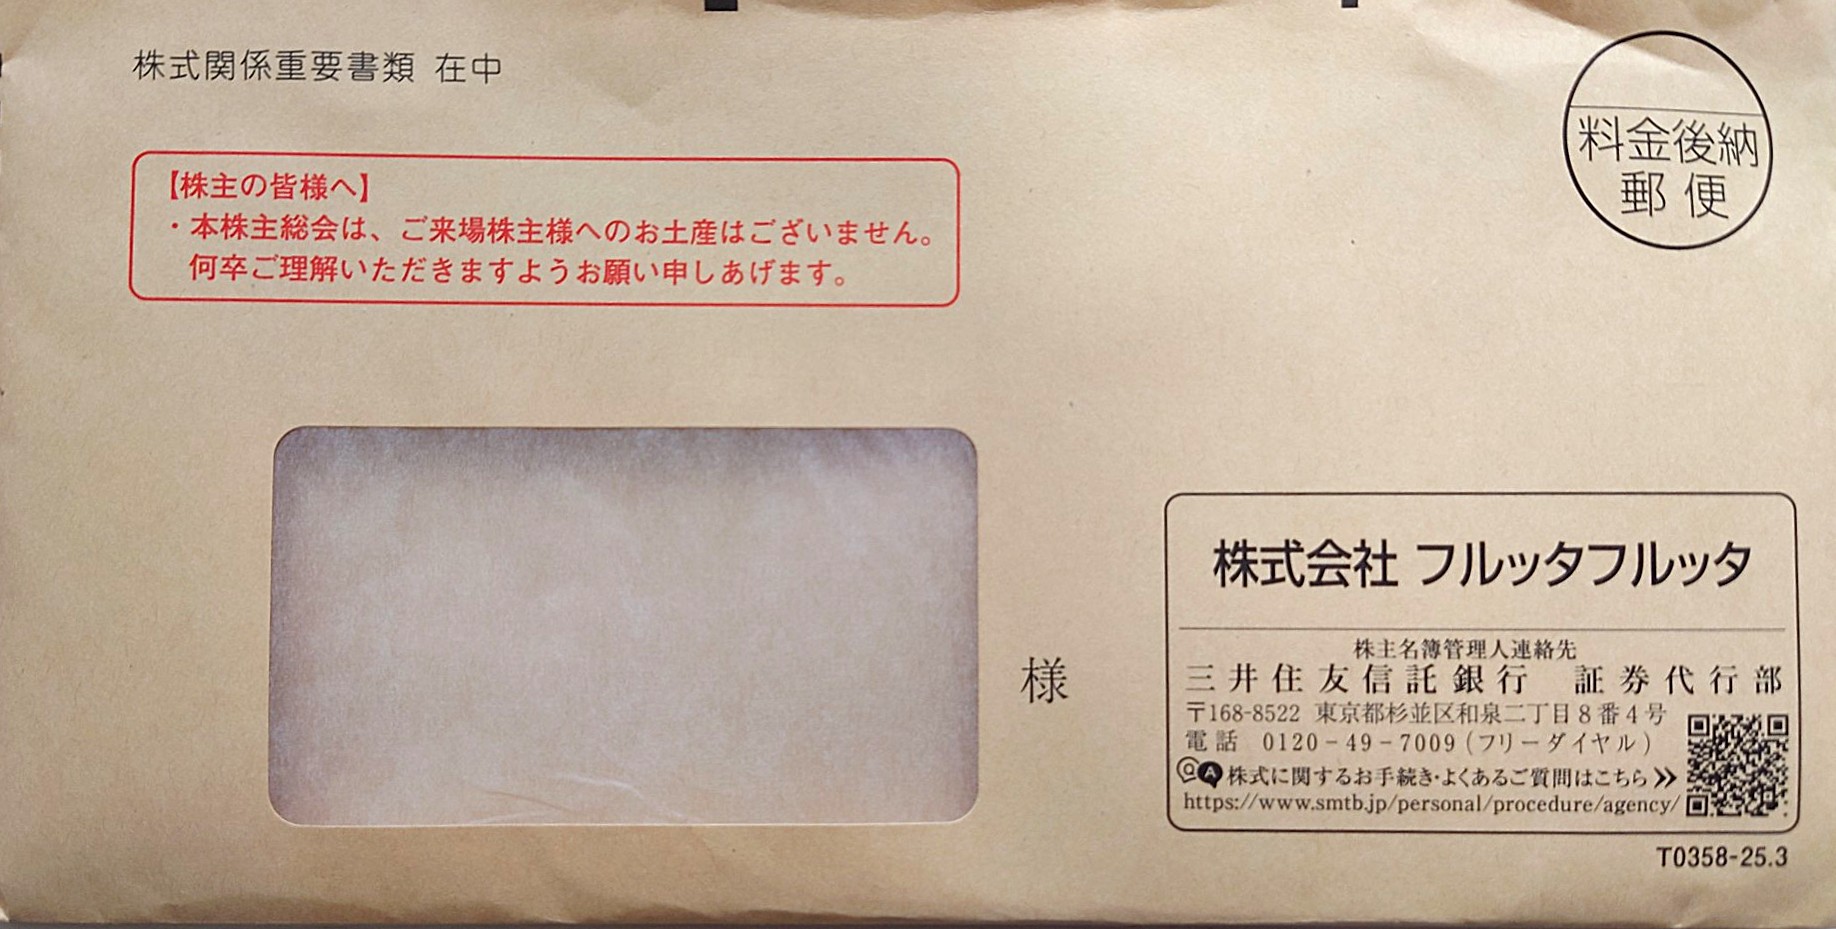 株式関係重要書類 在中
料金後納
郵便
【株主の皆様へ】
・本株主総会は、ご来場株主様へのお土産はございません。
何卒ご理解いただきますようお願い申しあげます。
様
株式会社 フルッタフルッタ
株主名簿管理人連絡先
三井住友信託銀行 証券代行部
〒168-8522 東京都杉並区和泉二丁目8番4号
電話 0120-49-7009(フリーダイヤル)
QA株式に関するお手続き・よくあるご質問はこちら≫
https://www.smtb.jp/personal/procedure/agency/
T0358-25.3